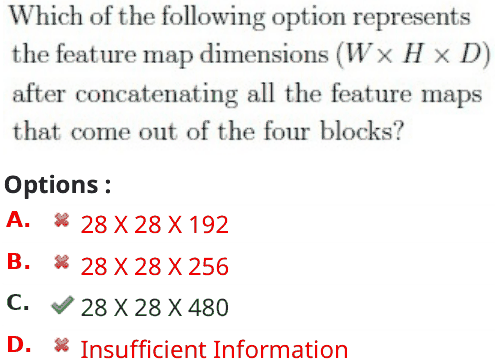 Which of the following option represents
the feature map dimensions (W × H × D)
after concatenating all the feature maps
that come out of the four blocks?
Options :
A. 28 X 28 X 192
B. 28 X 28 X 256
C. 28 X 28 X 480
D. Insufficient Information